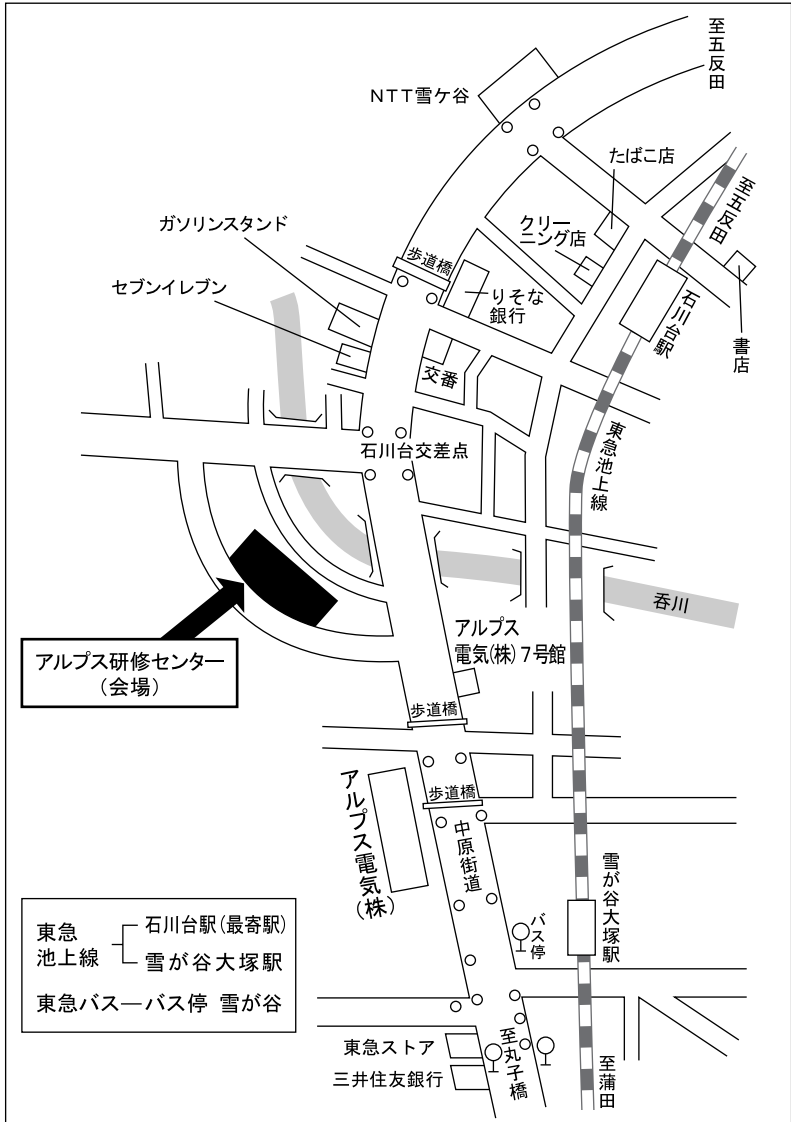 至五反田
NTT雪ケ谷
たばこ店
至五反田
ガソリンスタンド
クリー
ニング店
歩道橋
セブンイレブン
りそな
銀行
石川台駅
書店
交番
石川台交差点
東急池上線
呑川
アルプス
電気(株)7号館
アルプス研修センター
(会場)
歩道橋
アルプス電気(株)
歩道橋
中原街道
雪が谷大塚駅
バス停
東急
池上線
石川台駅(最寄駅)
雪が谷大塚駅
東急バス―バス停 雪が谷
東急ストア
三井住友銀行
至丸子橋
至蒲田